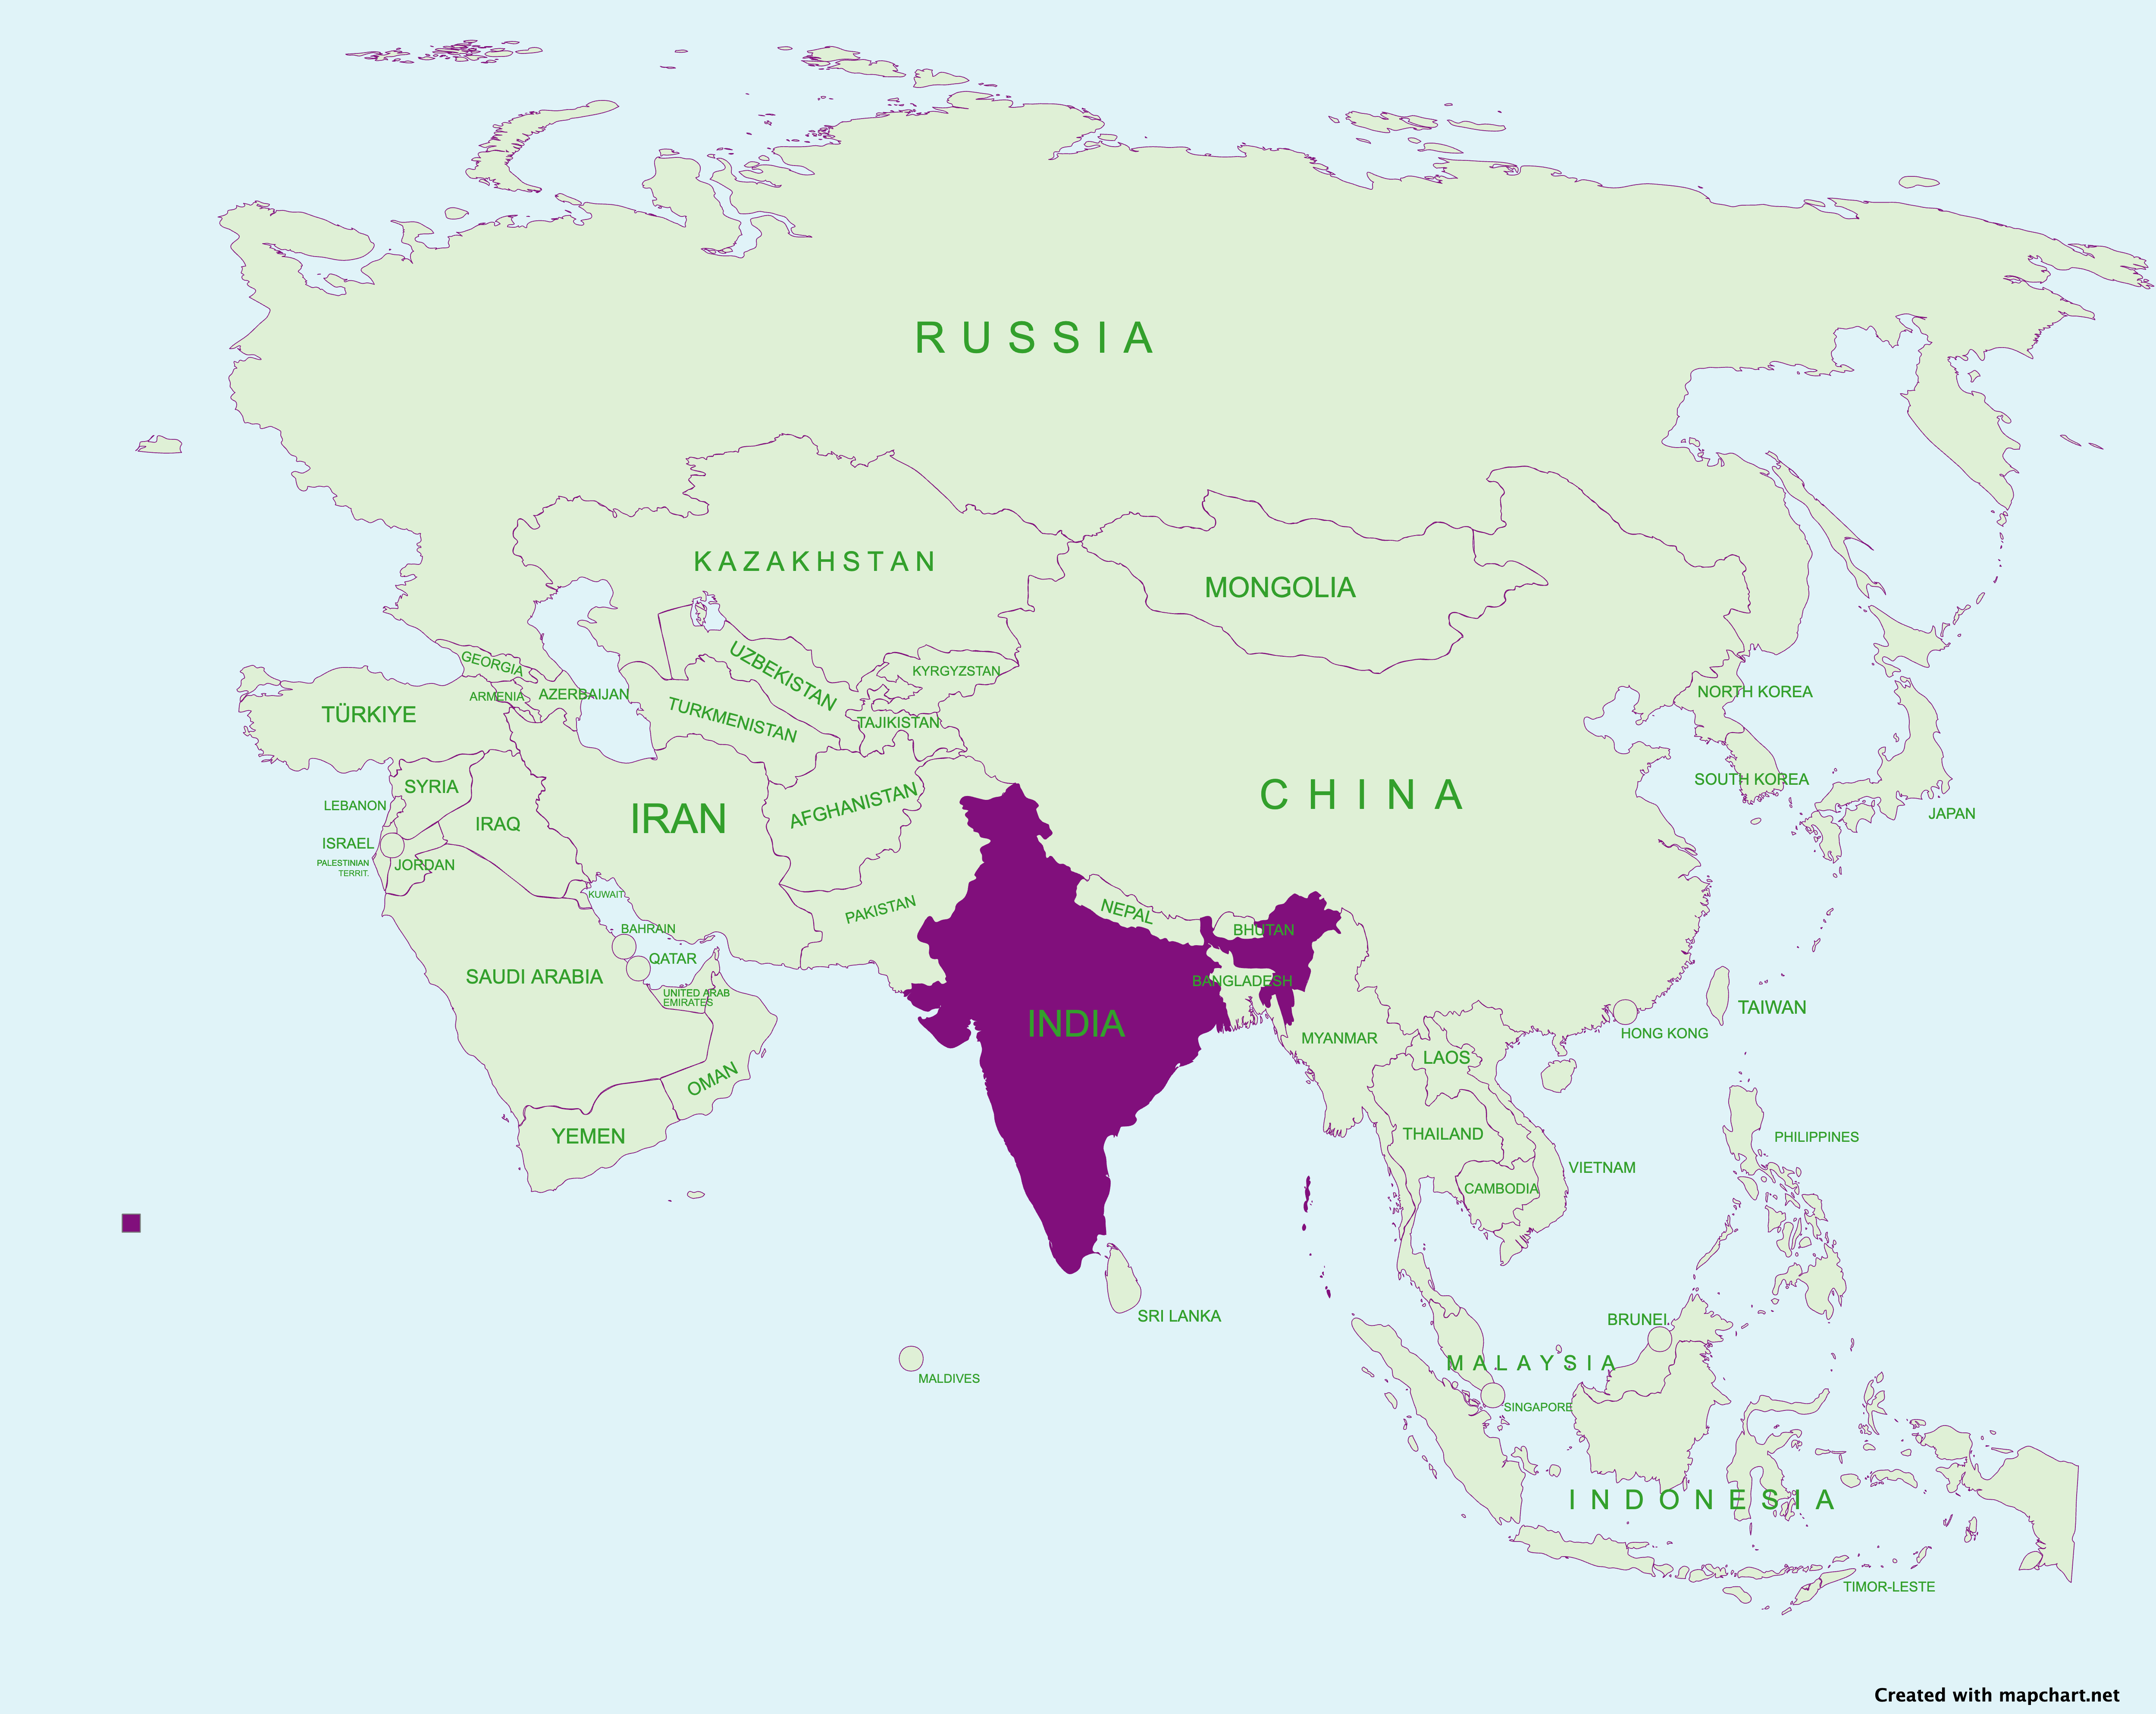 RUSSIA
KAZAKHSTAN
MONGOLIA
UZBEKISTAN
GEORGIA
KYRGYZSTAN
ARMENIA
AZERBAIJAN
NORTH KOREA
TÜRKIYE
TURKMENISTAN
TAJIKISTAN
SYRIA
SOUTH KOREA
CHINA
LEBANON
AFGHANISTAN
JAPAN
IRAN
IRAQ
ISRAEL
PALESTINIAN
TERRIT.
JORDAN
KUWAIT
PAKISTAN
NEPAL
BAHRAIN
BHUTAN
QATAR
SAUDI ARABIA
BANGLADESH
UNITED ARAB
EMIRATES
TAIWAN
INDIA
HONG KONG
MYANMAR
LAOS
OMAN
YEMEN
THAILAND
PHILIPPINES
VIETNAM
CAMBODIA
SRI LANKA
BRUNEI
MALAYSIA
MALDIVES
SINGAPORE
INDONESIA
TIMOR-LESTE
Created with mapchart.net